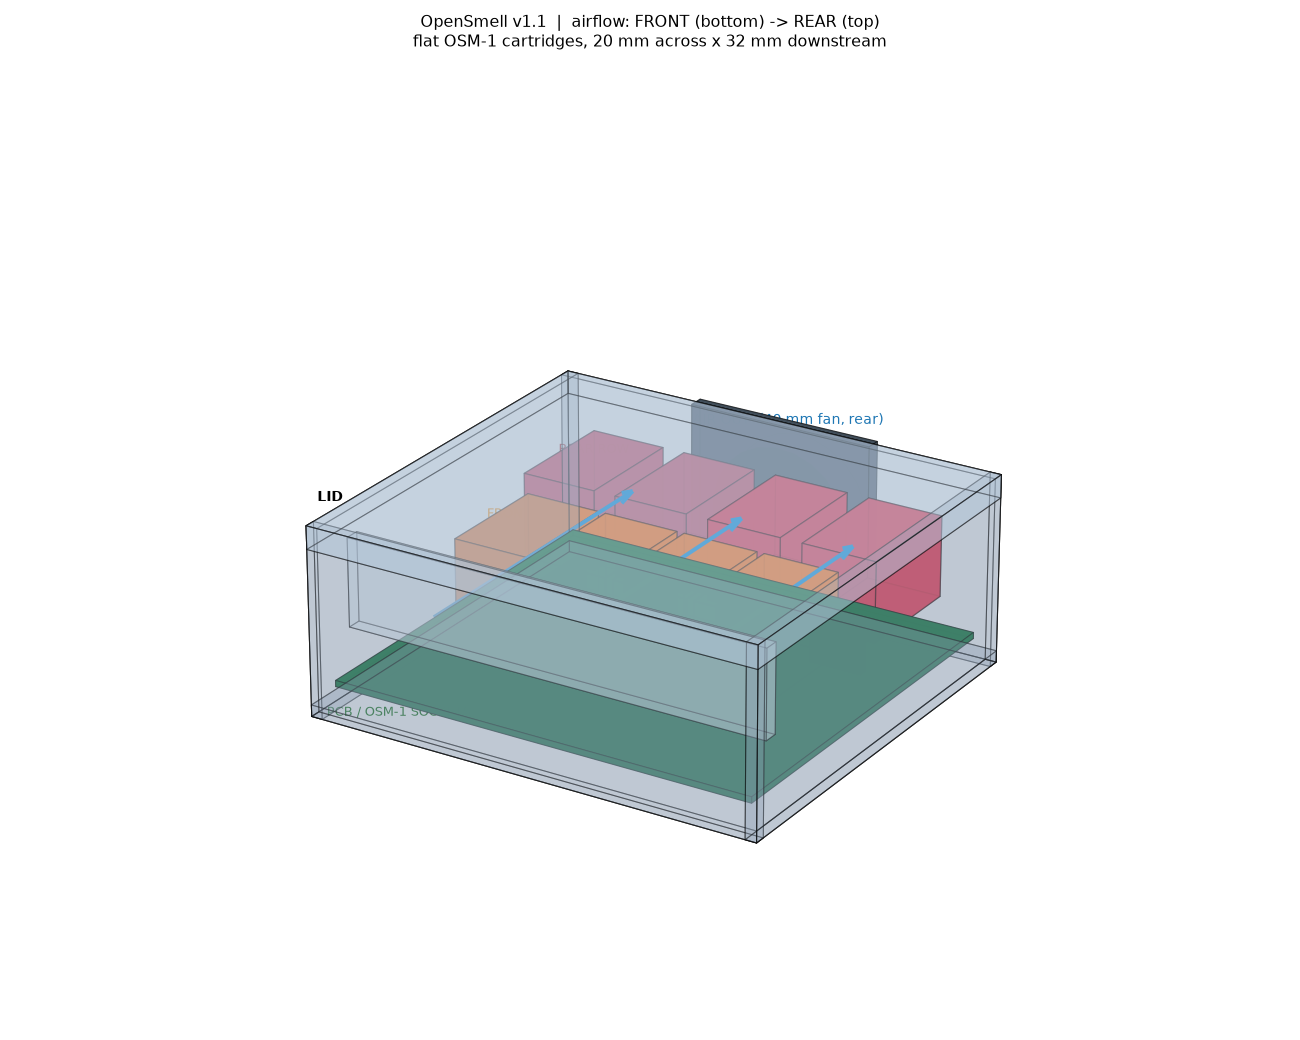 OpenSmell v1.1 | airflow: FRONT (bottom) -> REAR (top)
flat OSM-1 cartridges, 20 mm across x 32 mm downstream
mm fan, rear)
LID
PCB / OSM-1